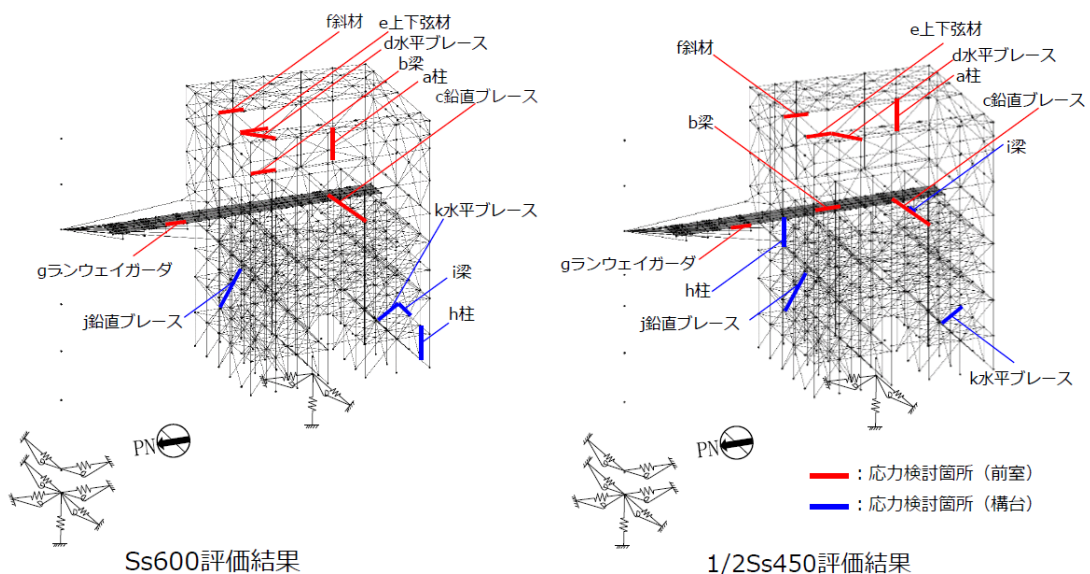 f斜材
e上下弦材
d水平ブレース
b梁
a柱
c鉛直ブレース
k水平ブレース
gランウェイガーダ
i梁
j鉛直ブレース
h柱
PN
Ss600評価結果
e上下弦材
f斜材
d水平ブレース
a柱
c鉛直ブレース
b梁
i梁
gランウェイガーダ
h柱
j鉛直ブレース
k水平ブレース
PN
:応力検討箇所(前室)
:応力検討箇所(構台)
1/2Ss450評価結果